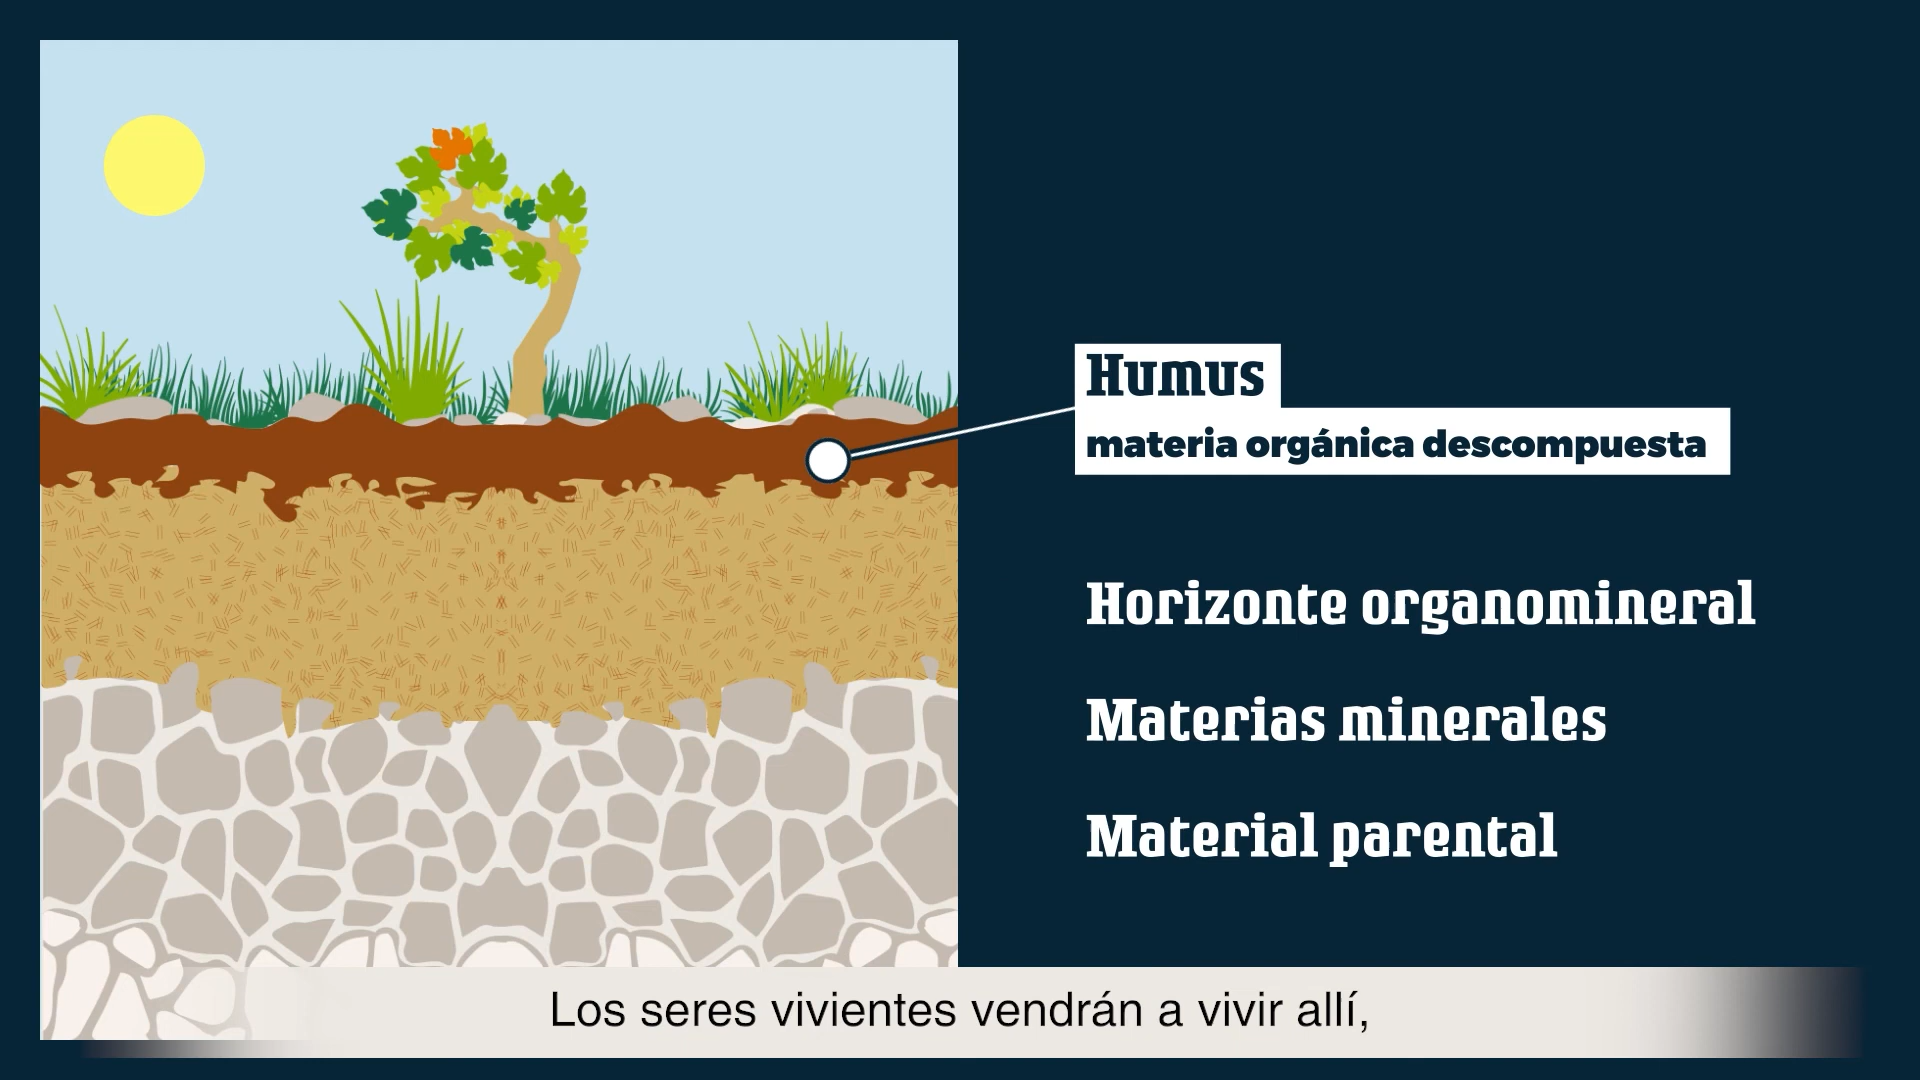 Humus
materia orgánica descompuesta
Horizonte organomineral
Materias minerales
Material parental
Los seres vivientes vendrán a vivir allí,